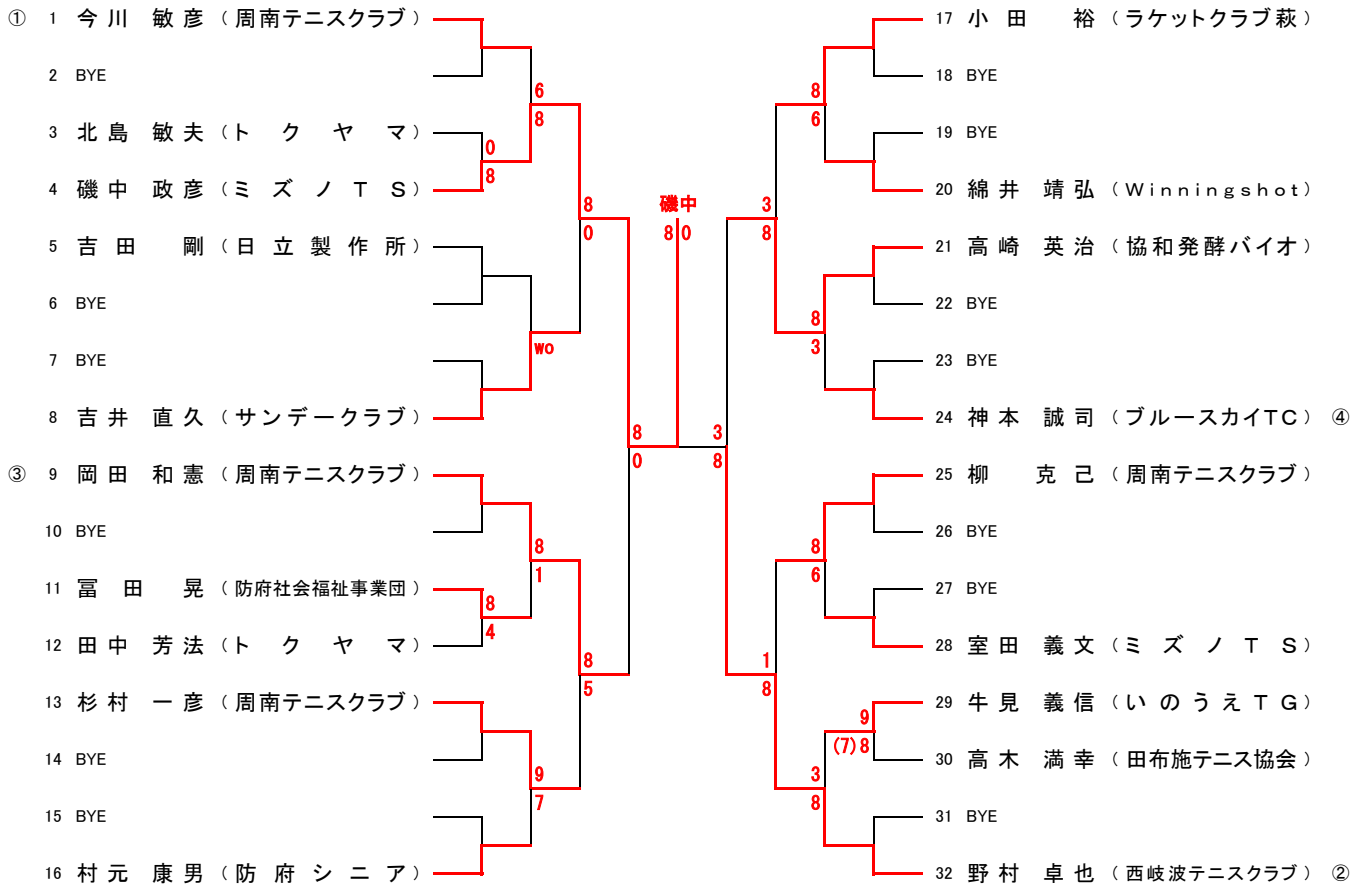 ① 1 今川 敏彦 (周南テニスクラブ)
2 BYE
3 北島 敏夫 (トクヤマ)
4 磯中 政彦 (ミズノTS)
5 吉田 剛 (日立製作所)
6 BYE
7 BYE
8 吉井 直久 (サンデークラブ)
③ 9 岡田 和憲 (周南テニスクラブ)
10 BYE
11 冨田 晃 (防府社会福祉事業団)
12 田中 芳法 (トクヤマ)
13 杉村 一彦 (周南テニスクラブ)
14 BYE
15 BYE
16 村元 康男 (防府シニア)
0
8
8
4
6
8
wo
8
1
9
7
8
0
8
5
8
0
磯中
8 0
3
8
3
8
1
8
8
6
8
3
8
6
3
8
9
(7)8
17 小田 裕 (ラケットクラブ萩)
18 BYE
19 BYE
20 綿井 靖弘 (Winningshot)
21 高崎 英治 (協和発酵バイオ)
22 BYE
23 BYE
24 神本 誠司 (ブルースカイTC) ④
25 柳 克己 (周南テニスクラブ)
26 BYE
27 BYE
28 室田 義文 (ミズノTS)
29 牛見 義信 (いのうえTG)
30 高木 満幸 (田布施テニス協会)
31 BYE
32 野村 卓也 (西岐波テニスクラブ) ②